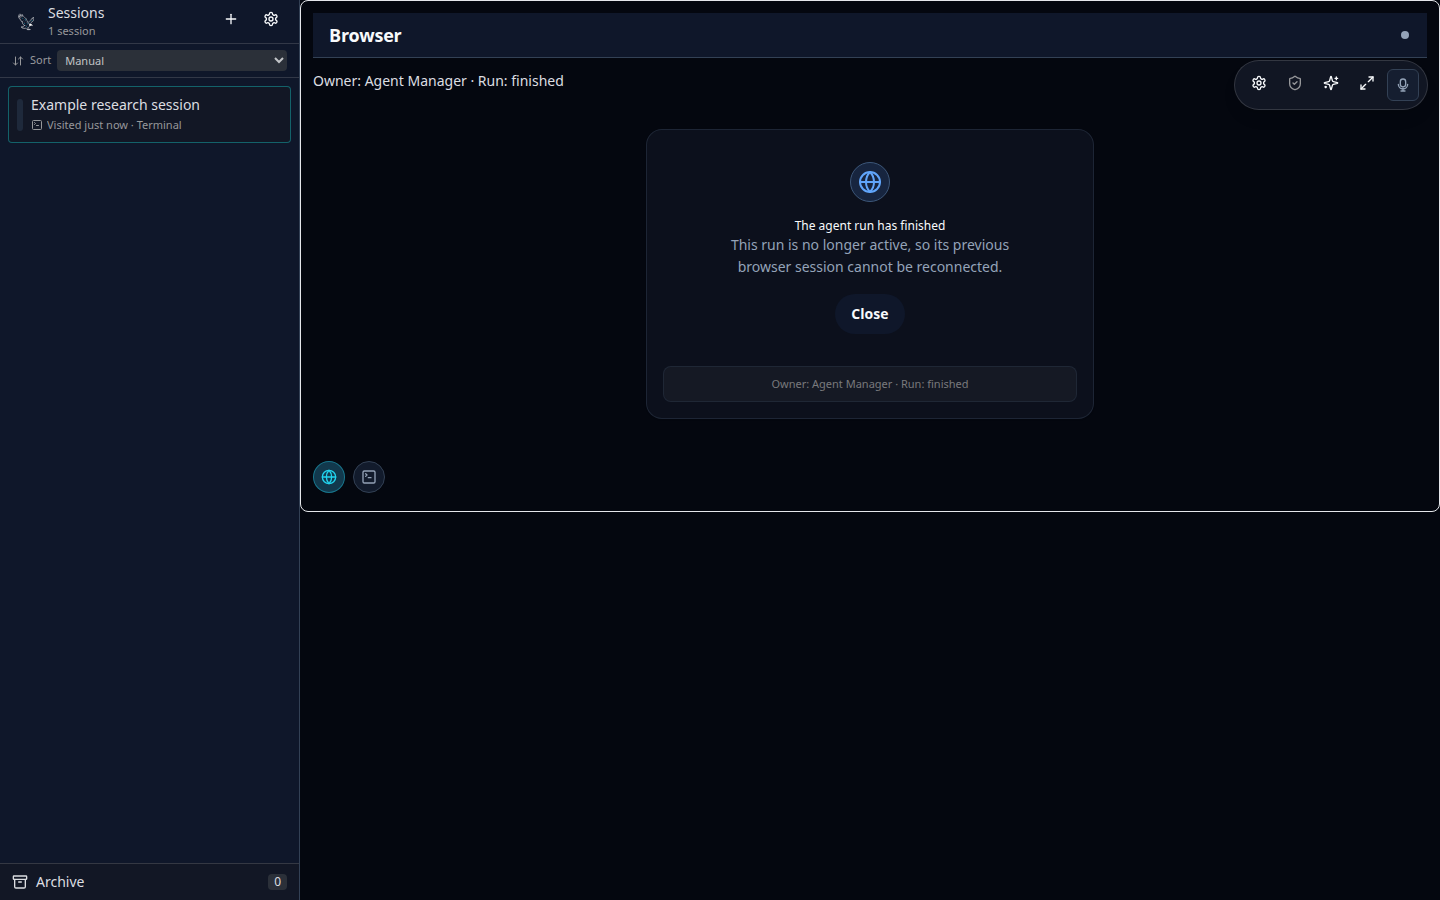 Sessions
1 session
Sort
Manual
Example research session
Visited just now · Terminal
Archive
0
Browser
Owner: Agent Manager · Run: finished
The agent run has finished
This run is no longer active, so its previous
browser session cannot be reconnected.
Close
Owner: Agent Manager · Run: finished